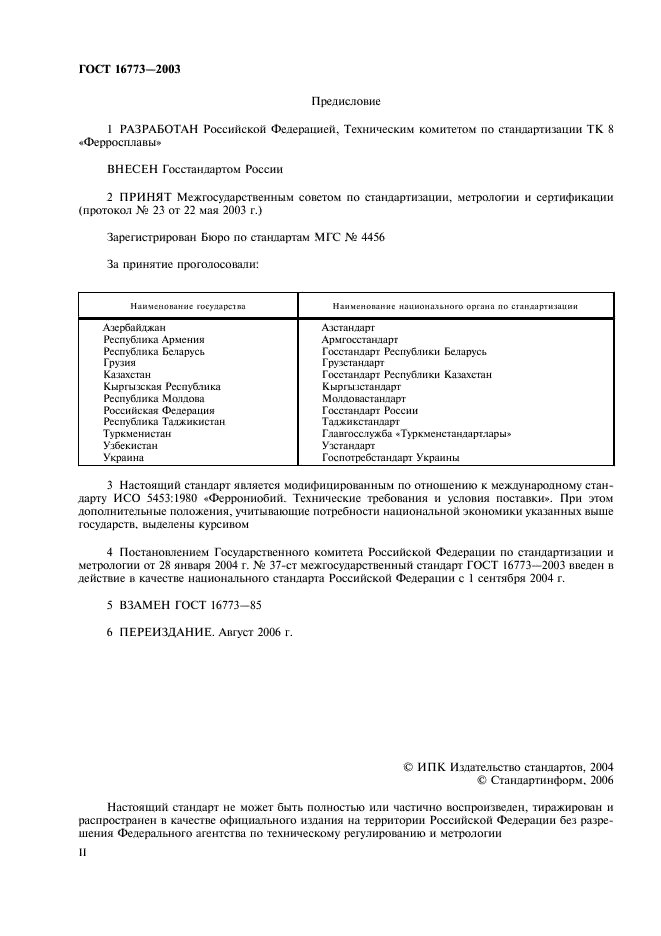 ГОСТ 16773—2003
Предисловие
1 РАЗРАБОТАН Российской Федерацией, Техническим комитетом по стандартизации ТК 8
«Ферросплавы»
ВНЕСЕН Госстандартом России
2 ПРИНЯТ Межгосударственным советом по стандартизации, метрологии и сертификации
(протокол № 23 от 22 мая 2003 г.)
Зарегистрирован Бюро по стандартам МГС № 4456
За принятие проголосовали:
Наименование государства Наименование национального органа по стандартизации
Азербайджан Азстандарт
Республика Армения Армгосстандарт
Республика Беларусь Госстандарт Республики Беларусь
Грузия Грузстандарт
Казахстан Госстандарт Республики Казахстан
Кыргызская Республика Кыргызстандарт
Республика Молдова Молдовастандарт
Российская Федерация Госстандарт России
Республика Таджикистан Таджикстандарт
Туркменистан Главгосслужба «Туркменстандартлары»
Узбекистан Узстандарт
Украина Госпотребстандарт Украины
3 Настоящий стандарт является модифицированным по отношению к международному стан-
дарту ИСО 5453:1980 «Феррониобий. Технические требования и условия поставки». При этом
дополнительные положения, учитывающие потребности национальной экономики указанных выше
государств, выделены курсивом
4 Постановлением Государственного комитета Российской Федерации по стандартизации и
метрологии от 28 января 2004 г. № 37-ст межгосударственный стандарт ГОСТ 16773—2003 введен в
действие в качестве национального стандарта Российской Федерации с 1 сентября 2004 г.
5 ВЗАМЕН ГОСТ 16773—85
6 ПЕРЕИЗДАНИЕ. Август 2006 г.
© ИПК Издательство стандартов, 2004
© Стандартинформ, 2006
Настоящий стандарт не может быть полностью или частично воспроизведен, тиражирован и
распространен в качестве официального издания на территории Российской Федерации без разре-
шения Федерального агентства по техническому регулированию и метрологии
II